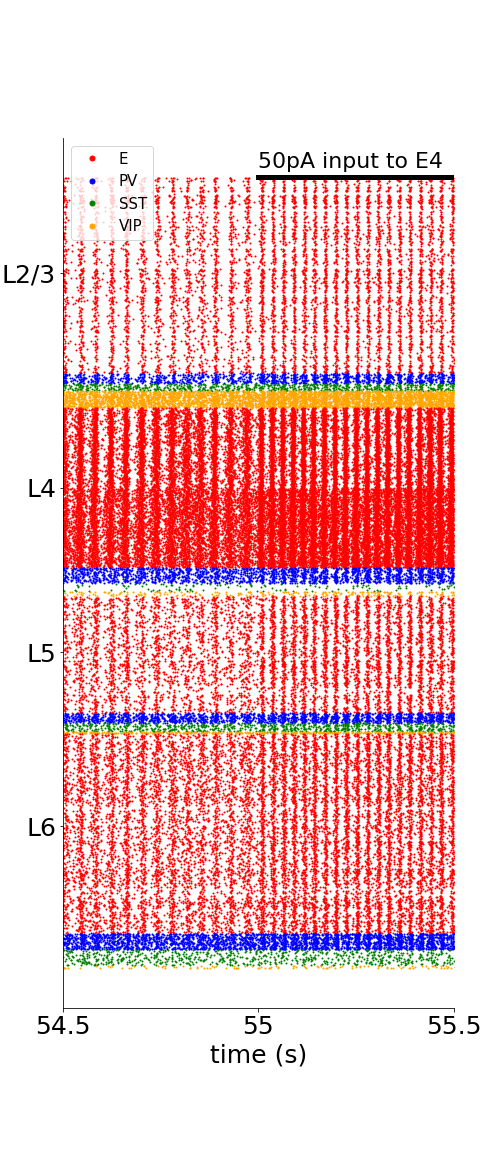 50pA input to E4
E
PV
SST
VIP
L2/3
L4
L5
L6
54.5
55
55.5
time (s)